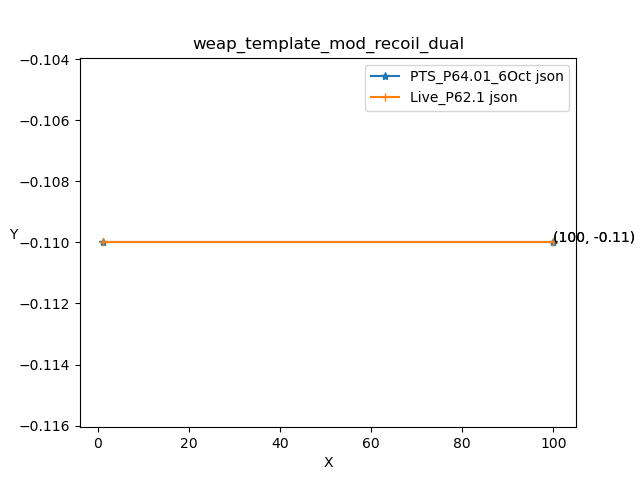 weap_template_mod_recoil_dual
−0.104
−0.106
−0.108
−0.110
−0.112
−0.114
−0.116
Y
PTS_P64.01_6Oct json
Live_P62.1 json
(100, -0.11)
0
20
40
60
80
100
X